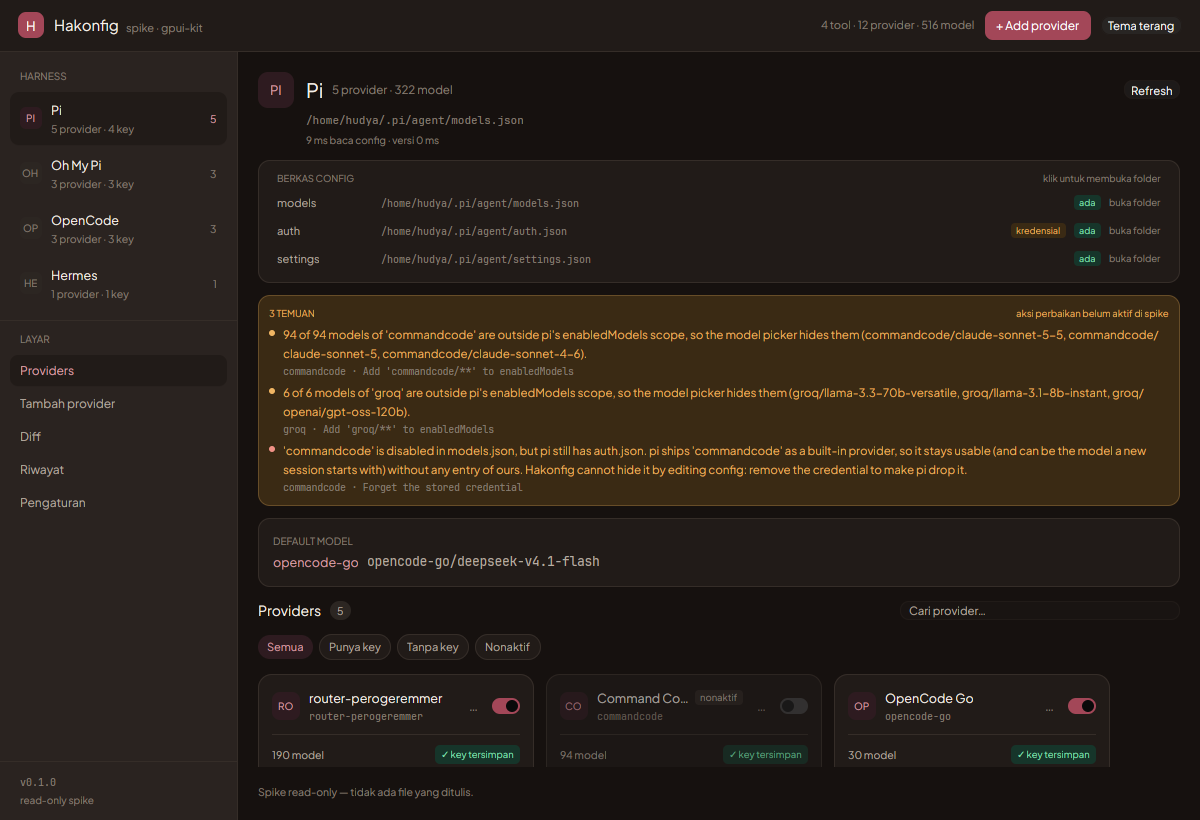 H
Hakonfig spike · gpui-kit
4 tool · 12 provider · 516 model
+ Add provider
Tema terang
HARNESS
PI
Pi
5 provider · 4 key
5
OH
Oh My Pi
3 provider · 3 key
3
OP
OpenCode
3 provider · 3 key
3
HE
Hermes
1 provider · 1 key
1
LAYAR
Providers
Tambah provider
Diff
Riwayat
Pengaturan
v0.1.0
read-only spike
PI
Pi 5 provider · 322 model
Refresh
/home/hudya/.pi/agent/models.json
9 ms baca config · versi 0 ms
BERKAS CONFIG
klik untuk membuka folder
models /home/hudya/.pi/agent/models.json ada buka folder
auth /home/hudya/.pi/agent/auth.json kredensial ada buka folder
settings /home/hudya/.pi/agent/settings.json ada buka folder
3 TEMUAN
aksi perbaikan belum aktif di spike
94 of 94 models of 'commandcode' are outside pi's enabledModels scope, so the model picker hides them (commandcode/claude-sonnet-5-5, commandcode/
claude-sonnet-5, commandcode/claude-sonnet-4-6).
commandcode · Add 'commandcode/**' to enabledModels
6 of 6 models of 'groq' are outside pi's enabledModels scope, so the model picker hides them (groq/llama-3.3-70b-versatile, groq/llama-3.1-8b-instant, groq/
openai/gpt-oss-120b).
groq · Add 'groq/**' to enabledModels
'commandcode' is disabled in models.json, but pi still has auth.json. pi ships 'commandcode' as a built-in provider, so it stays usable (and can be the model a new
session starts with) without any entry of ours. Hakonfig cannot hide it by editing config: remove the credential to make pi drop it.
commandcode · Forget the stored credential
DEFAULT MODEL
opencode-go opencode-go/deepseek-v4.1-flash
Providers 5
Cari provider...
Semua
Punya key
Tanpa key
Nonaktif
RO
router-perogeremmer
router-perogeremmer
...
190 model
✓ key tersimpan
CO
Command Co... nonaktif
commandcode
...
94 model
✓ key tersimpan
OP
OpenCode Go
opencode-go
...
30 model
✓ key tersimpan
Spike read-only — tidak ada file yang ditulis.